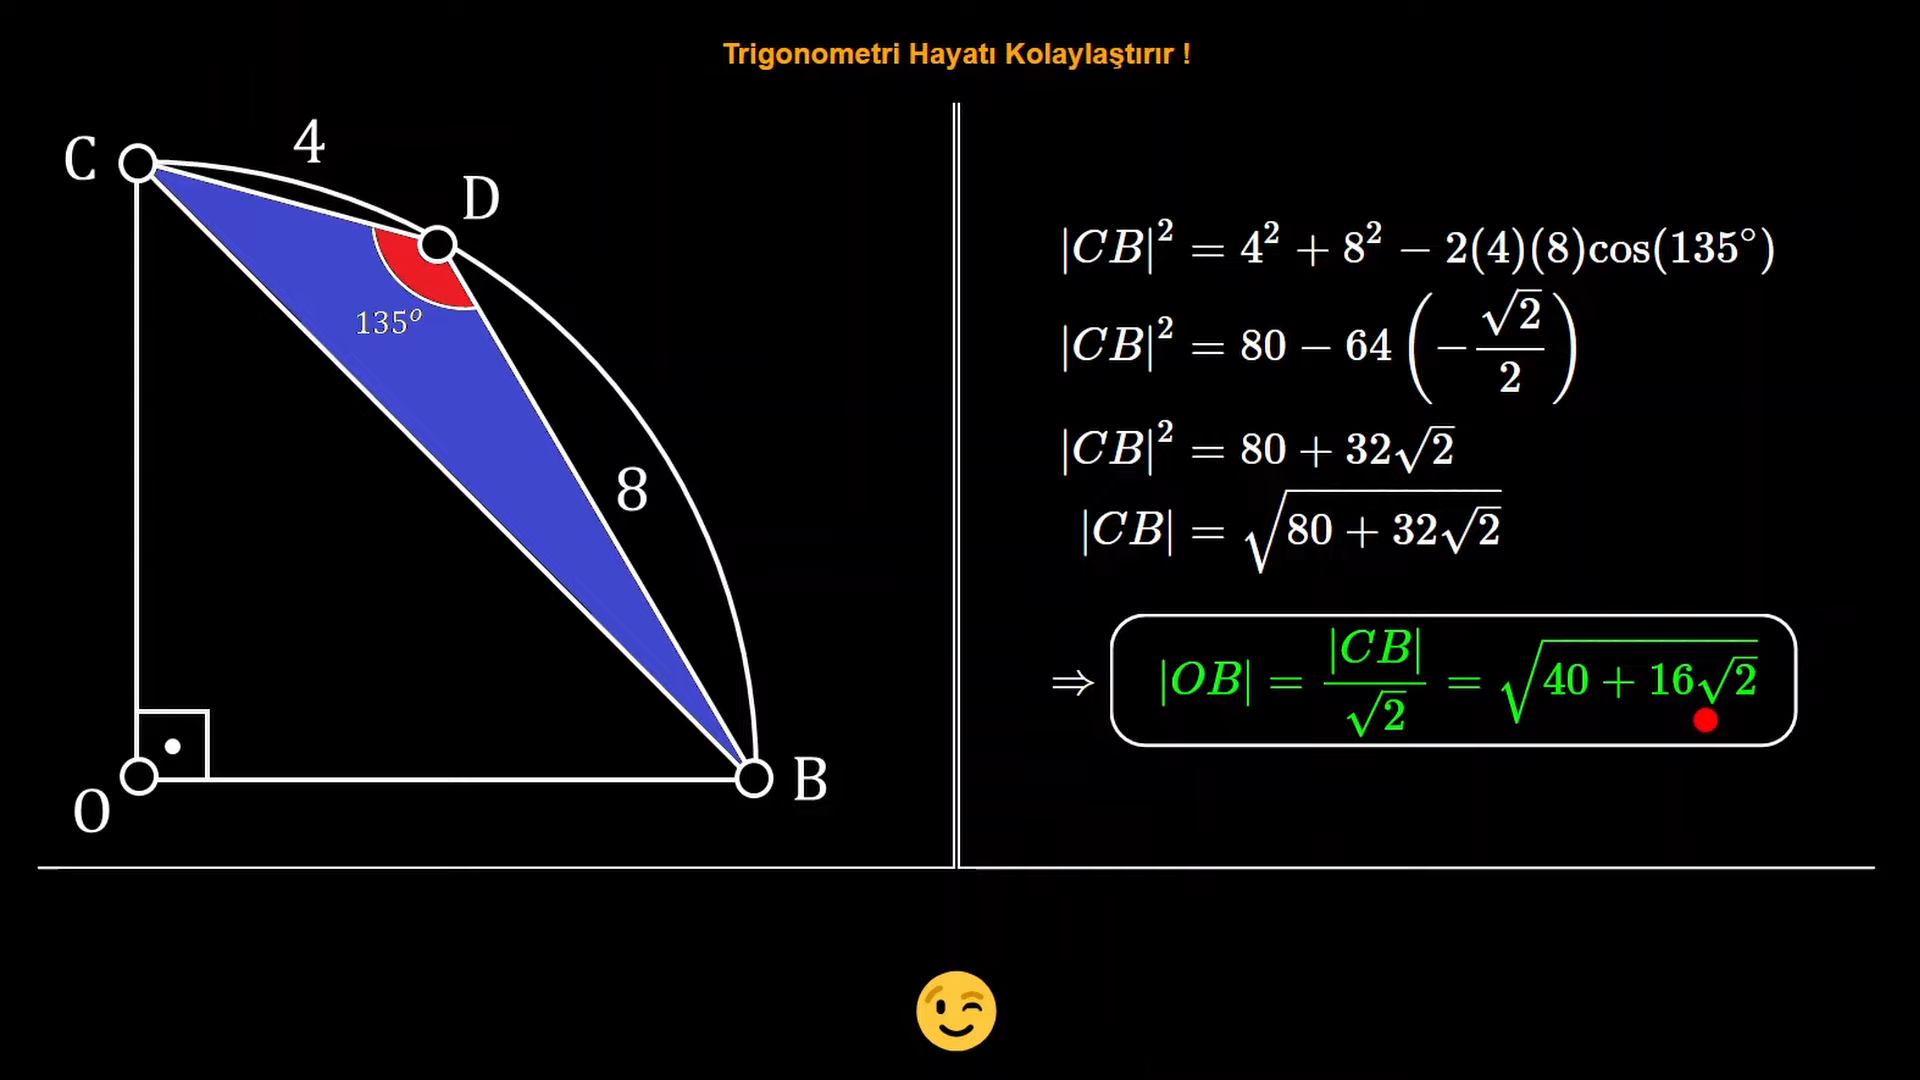 Trigonometri Hayatı Kolaylaştırır !
C
4
D
135°
8
O
B
|CB|² = 4² + 8² − 2(4)(8)cos(135°)
|CB|² = 80 − 64(−√2/2)
|CB|² = 80 + 32√2
|CB| = √(80 + 32√2)
⇒ |OB| = |CB|/√2 = √(40 + 16√2)